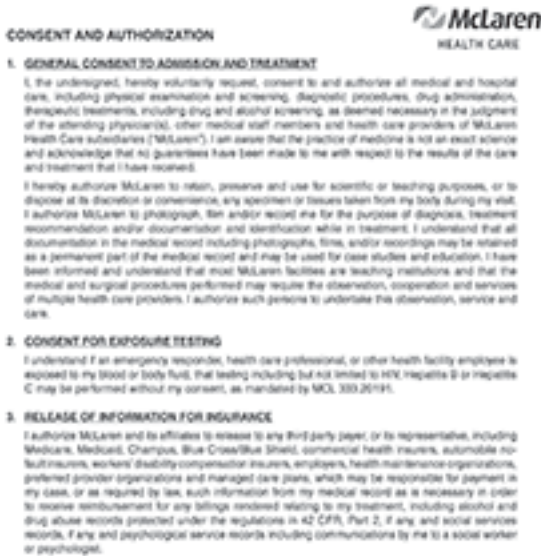 McLaren
HEALTH CARE
CONSENT AND AUTHORIZATION
1. GENERAL CONSENT TO ADMISSION AND TREATMENT
I, the undersigned, hereby voluntarily request, consent to and authorize all medical and hospital
care, including physical examination and screening, diagnostic procedures, drug administration,
therapeutic treatments, including drug and alcohol screening, as deemed necessary in the judgment
of the attending physician(s), other medical staff members and health care providers of McLaren
Health Care subsidiaries ("McLaren"). I am aware that the practice of medicine is not an exact science
and acknowledge that no guarantees have been made to me with respect to the results of the care
and treatment that I have received.
I hereby authorize McLaren to retain, preserve and use for scientific or teaching purposes, or to
dispose at its discretion or convenience, any specimen or tissues taken from my body during my visit.
I authorize McLaren to photograph, film and/or record me for the purpose of diagnosis, treatment
recommendation and/or documentation and identification while in treatment. I understand that all
documentation in the medical record including photographs, films, and/or recordings may be retained
as a permanent part of the medical record and may be used for case studies and education. I have
been informed and understand that most McLaren facilities are teaching institutions and that the
medical and surgical procedures performed may require the observation, cooperation and services
of multiple health care providers. I authorize such persons to undertake this observation, service and
care.
2. CONSENT FOR EXPOSURE TESTING
I understand if an emergency responder, health care professional, or other health facility employee is
exposed to my blood or body fluid, that testing including but not limited to HIV, Hepatitis B or Hepatitis
C may be performed without my consent, as mandated by MCL 333.20191.
3. RELEASE OF INFORMATION FOR INSURANCE
I authorize McLaren and its affiliates to release to any third party payer, or its representative, including
Medicare, Medicaid, Champus, Blue Cross/Blue Shield, commercial health insurers, automobile no-
fault insurers, workers' disability compensation insurers, employers, health maintenance organizations,
preferred provider organizations and managed care plans, which may be responsible for payment in
my case, or as required by law, such information from my medical record as is necessary in order
to receive reimbursement for any billings rendered relating to my treatment, including alcohol and
drug abuse records protected under the regulations in 42 CFR, Part 2, if any, and social services
records, if any, and psychological service records including communications by me to a social worker
or psychologist.